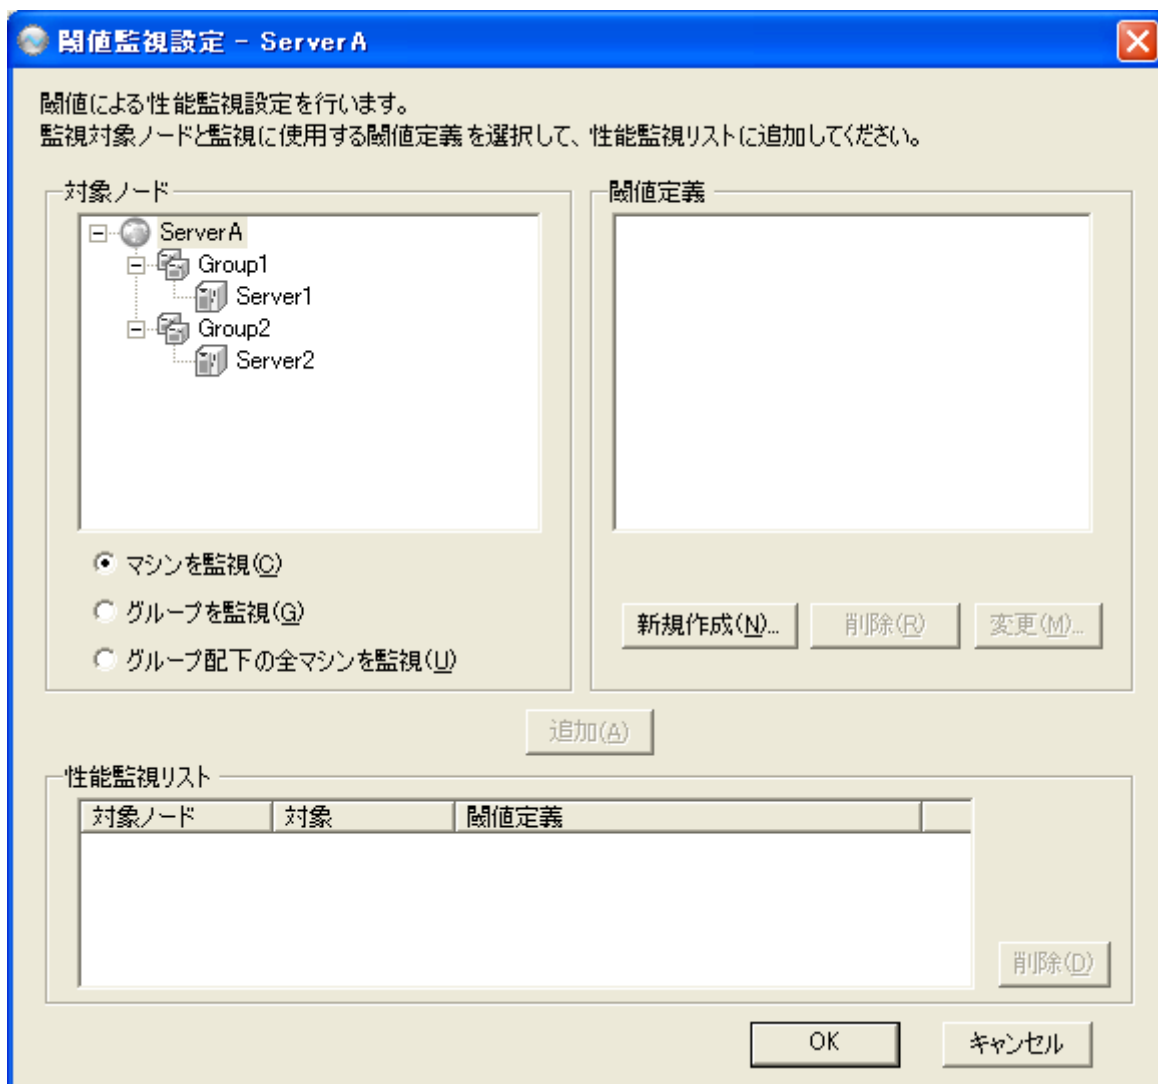 閾値監視設定 - ServerA
閾値による性能監視設定を行います。
監視対象ノードと監視に使用する閾値定義を選択して、性能監視リストに追加してください。
対象ノード
ServerA
Group1
Server1
Group2
Server2
マシンを監視(C)
グループを監視(G)
グループ配下の全マシンを監視(U)
閾値定義
新規作成(N)... 削除(R) 変更(M)...
追加(A)
性能監視リスト
対象ノード 対象 閾値定義
削除(D)
OK キャンセル